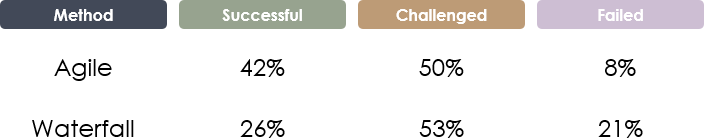 Method Successful Challenged Failed
Agile 42% 50% 8%
Waterfall 26% 53% 21%